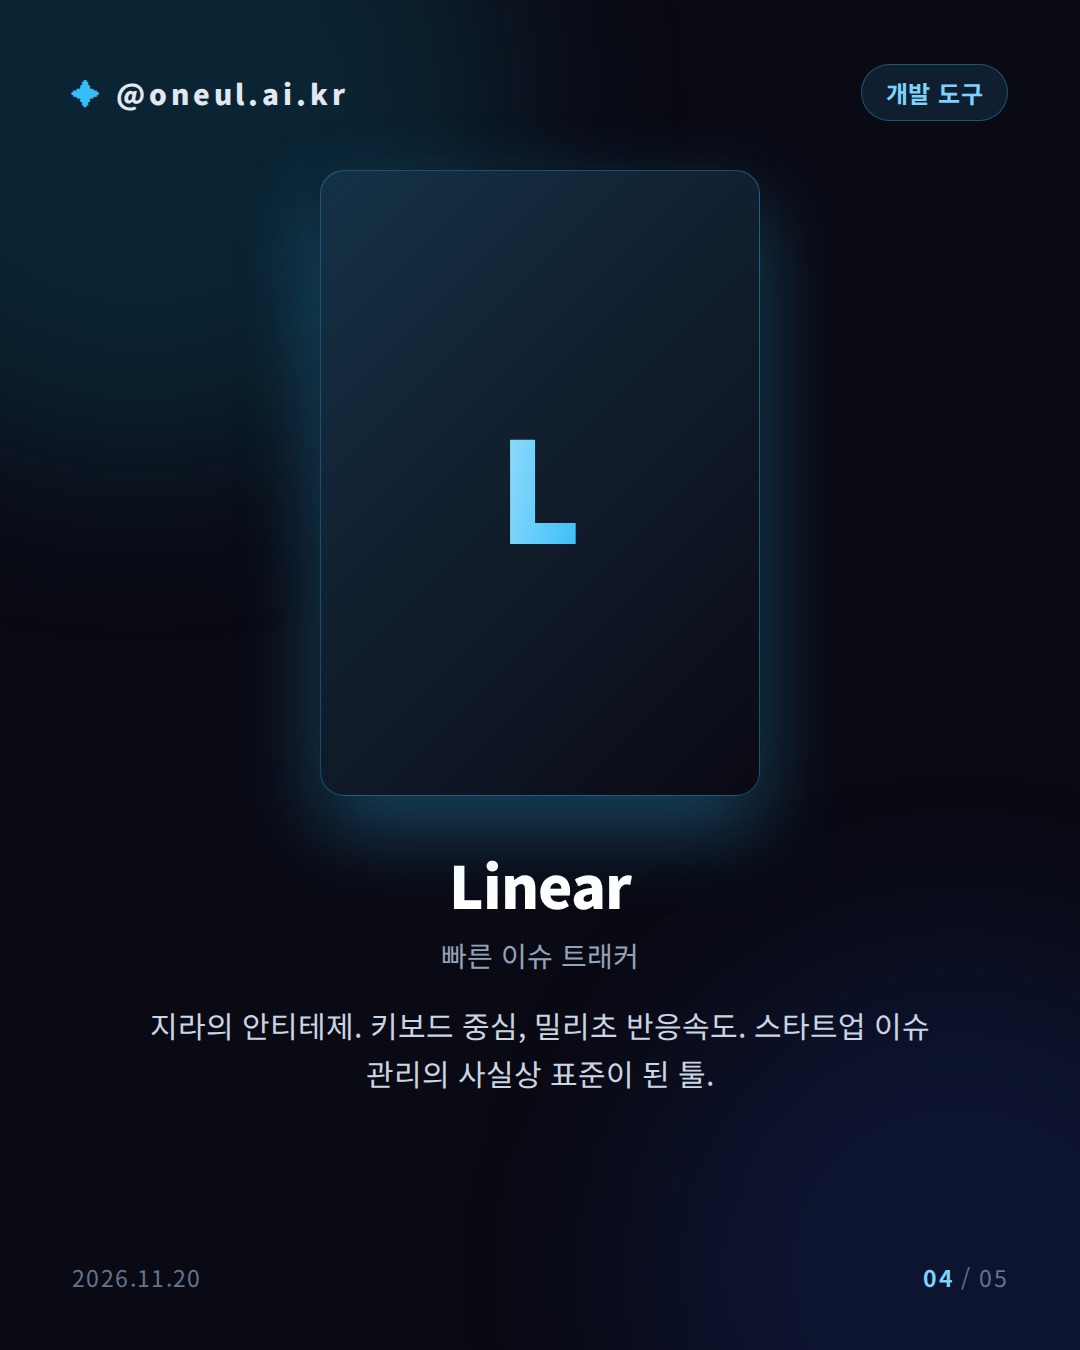 @oneul.ai.kr
개발 도구
L
Linear
빠른 이슈 트래커
지라의 안티테제. 키보드 중심, 밀리초 반응속도. 스타트업 이슈
관리의 사실상 표준이 된 툴.
2026.11.20
04 / 05